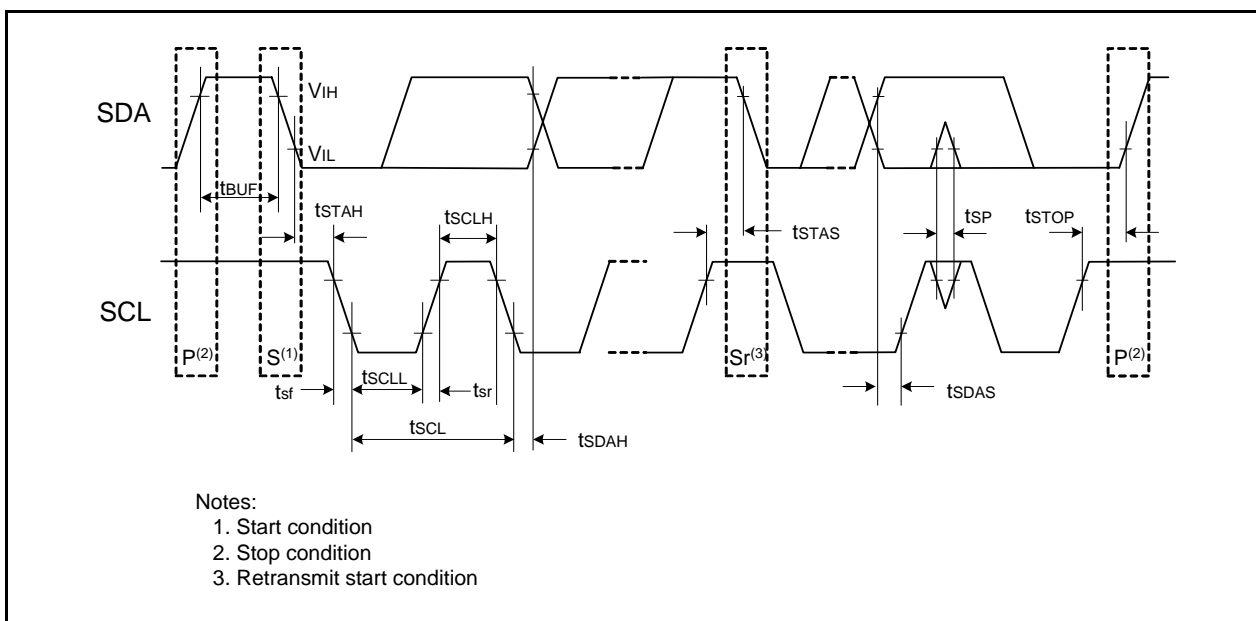 SDA
VIH
VIL
tBUF
tSTAH
tSCLH
tSTAS
tSP
tSTOP
SCL
P(2)
S(1)
Sr(3)
P(2)
tsf
tSCLL
tsr
tSDAS
tSCL
tSDAH
Notes:
1. Start condition
2. Stop condition
3. Retransmit start condition